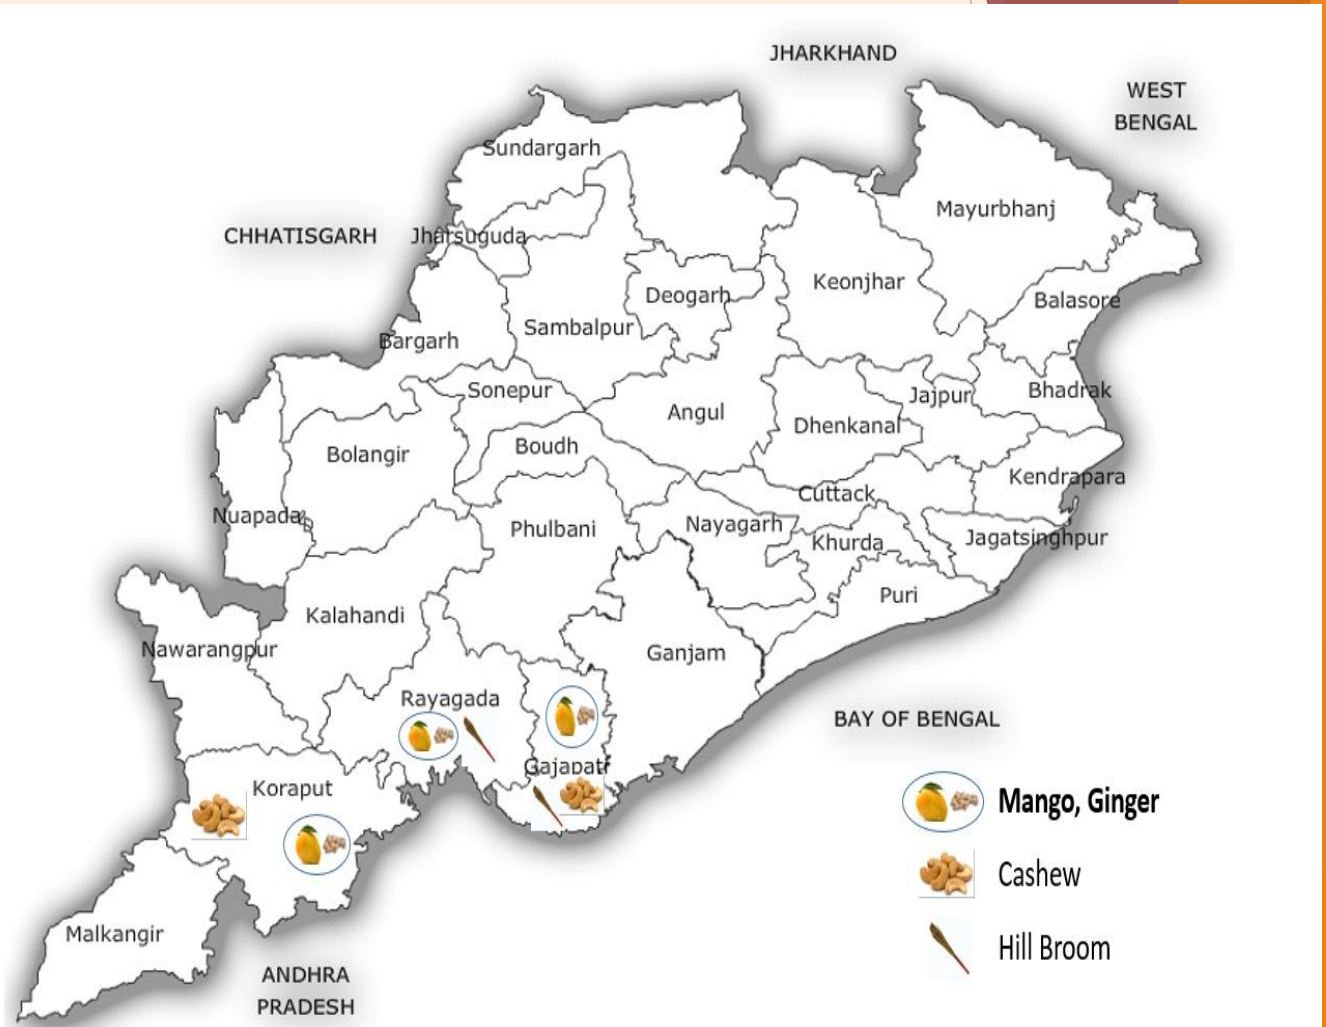 JHARKHAND
WEST
BENGAL
Sundargarh
Mayurbhanj
CHHATISGARH
Jharsuguda
Keonjhar
Deogarh
Balasore
Sambalpur
Bargarh
Sonepur
Bhadrak
Jajpur
Angul
Dhenkanal
Boudh
Bolangir
Kendrapara
Cuttack
Nuapada
Nayagarh
Phulbani
Jagatsinghpur
Khurda
Puri
Kalahandi
Nawarangpur
Ganjam
Rayagada
BAY OF BENGAL
Gajapati
Koraput
Mango, Ginger
Cashew
Malkangir
Hill Broom
ANDHRA
PRADESH